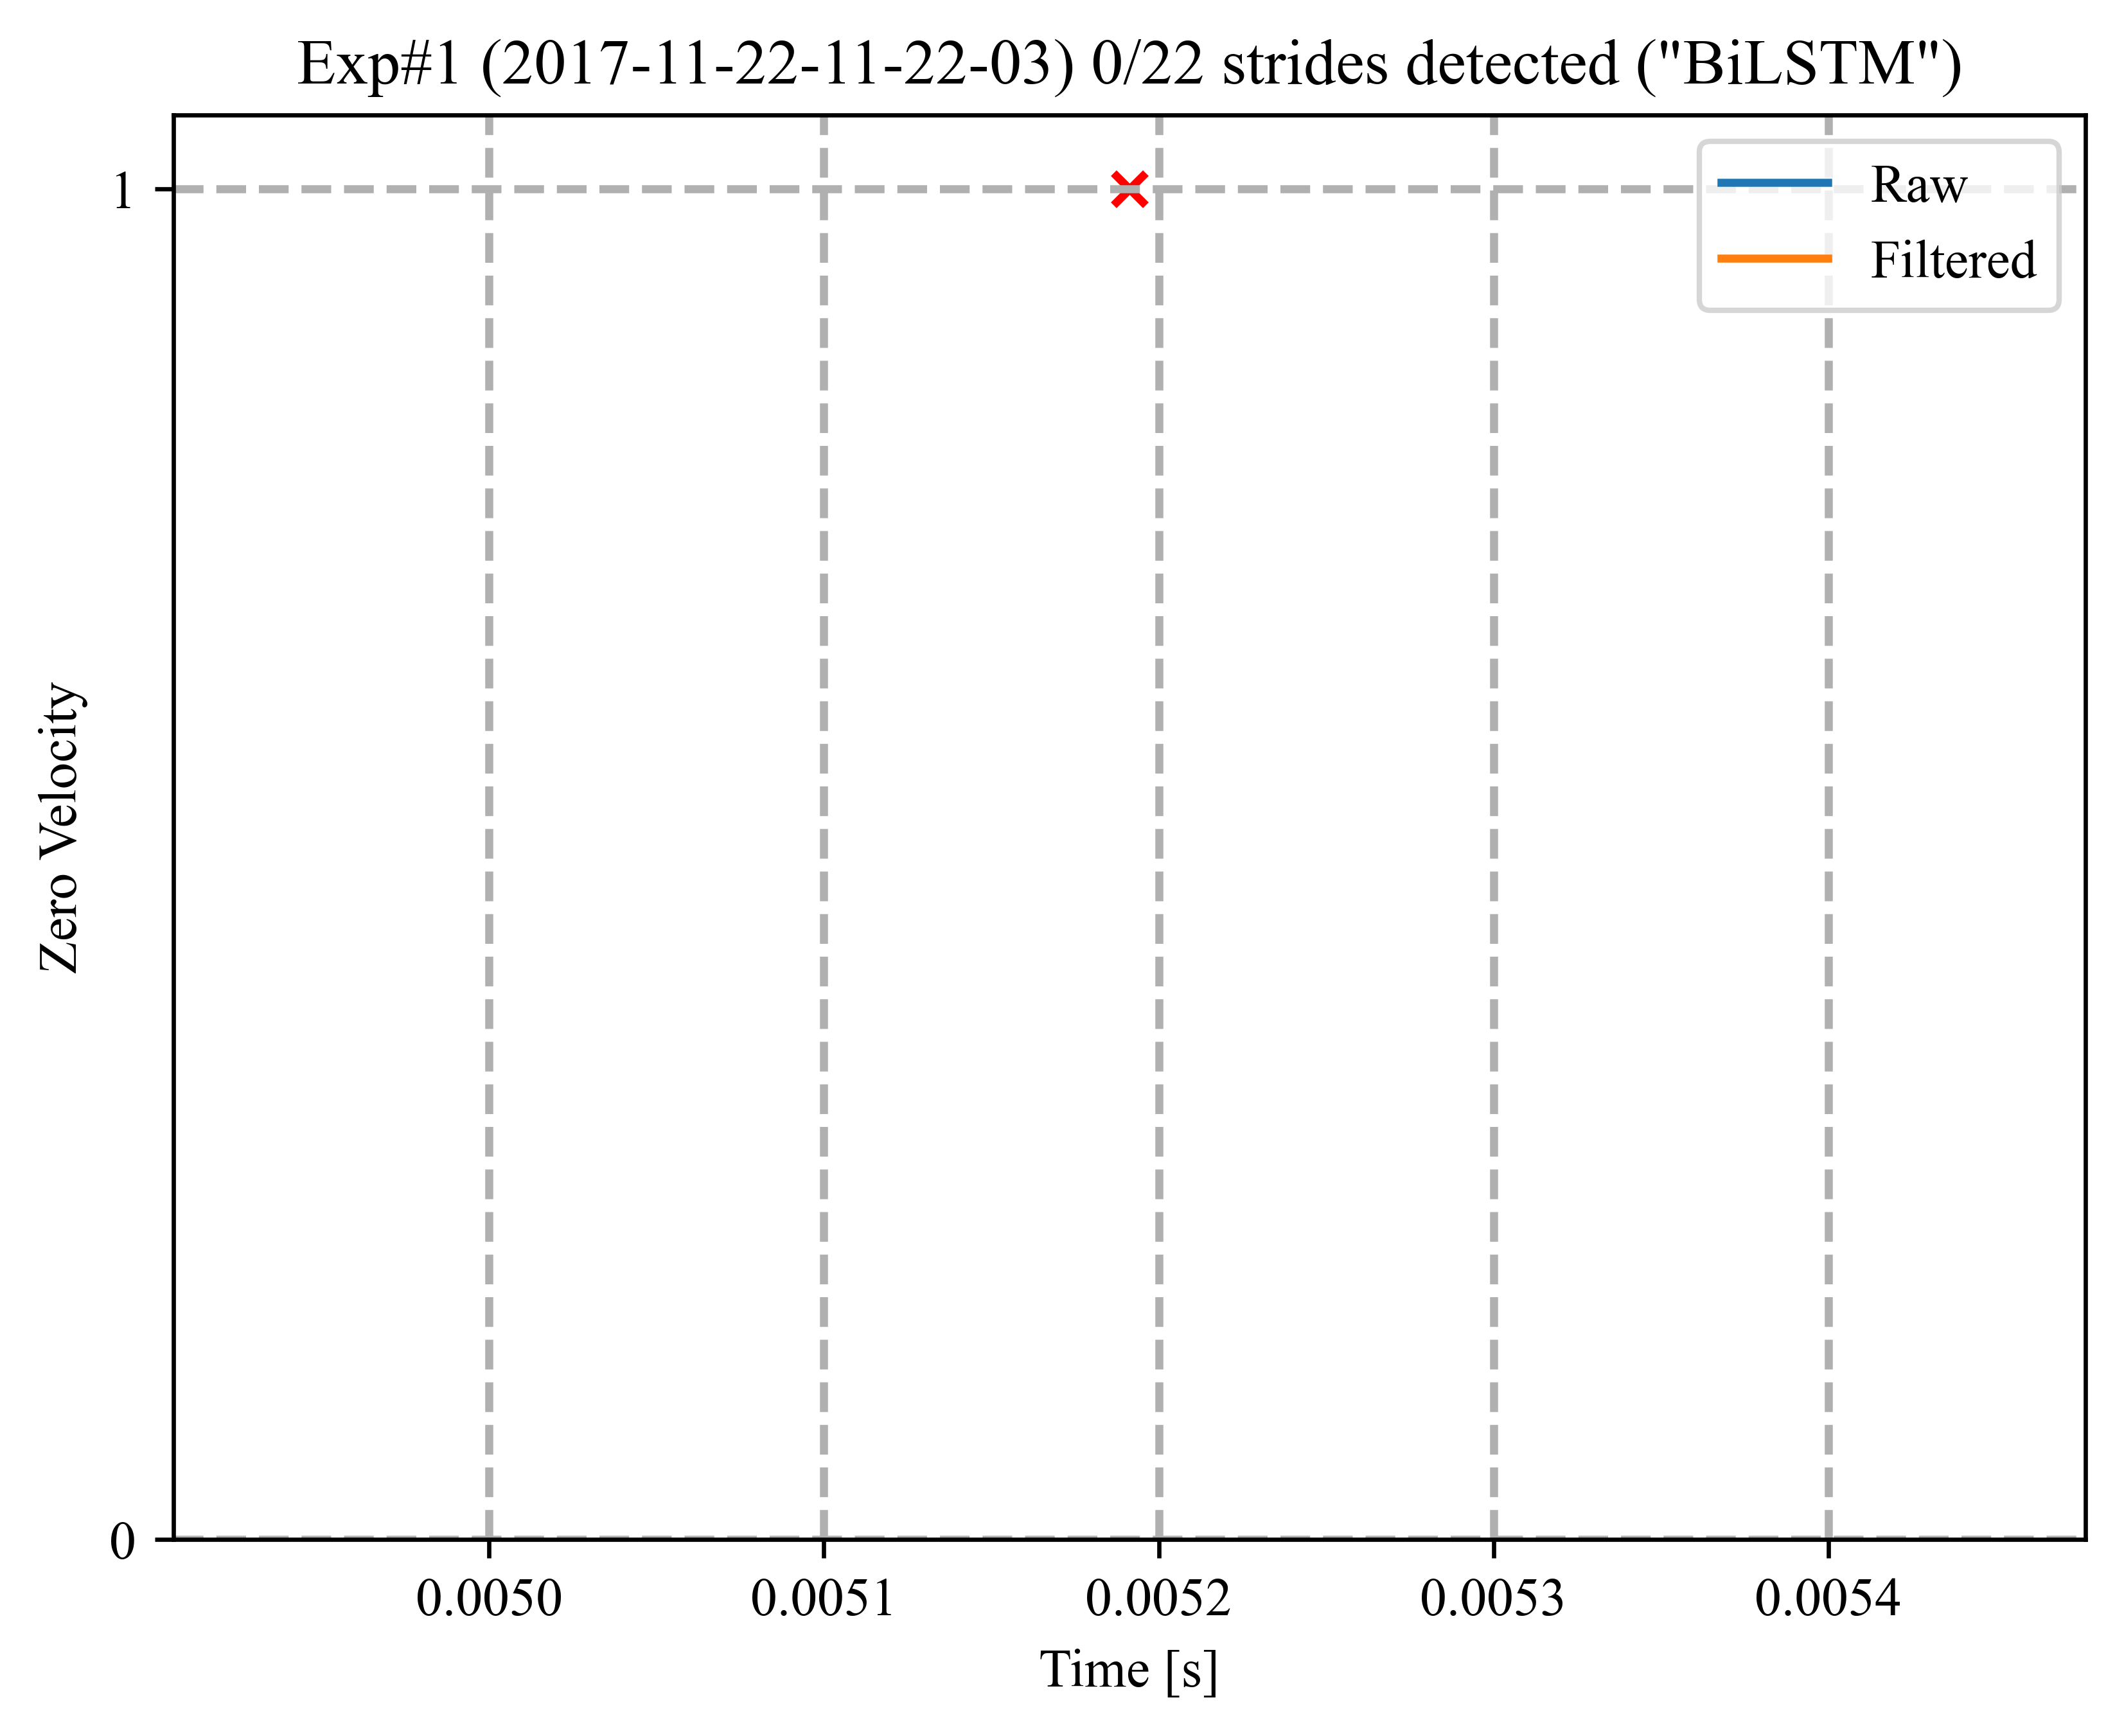 Exp#1 (2017-11-22-11-22-03) 0/22 strides detected ("BiLSTM")
Raw
Filtered
Zero Velocity
1
0
0.0050 0.0051 0.0052 0.0053 0.0054
Time [s]